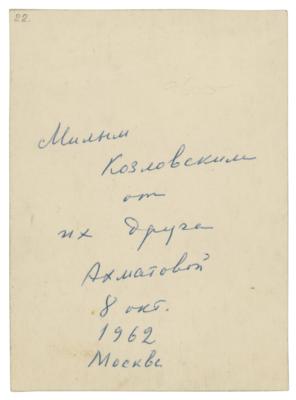 22.
Милым
Козловским
от
их друга
Ахматовой
8 окт.
1962
Москва